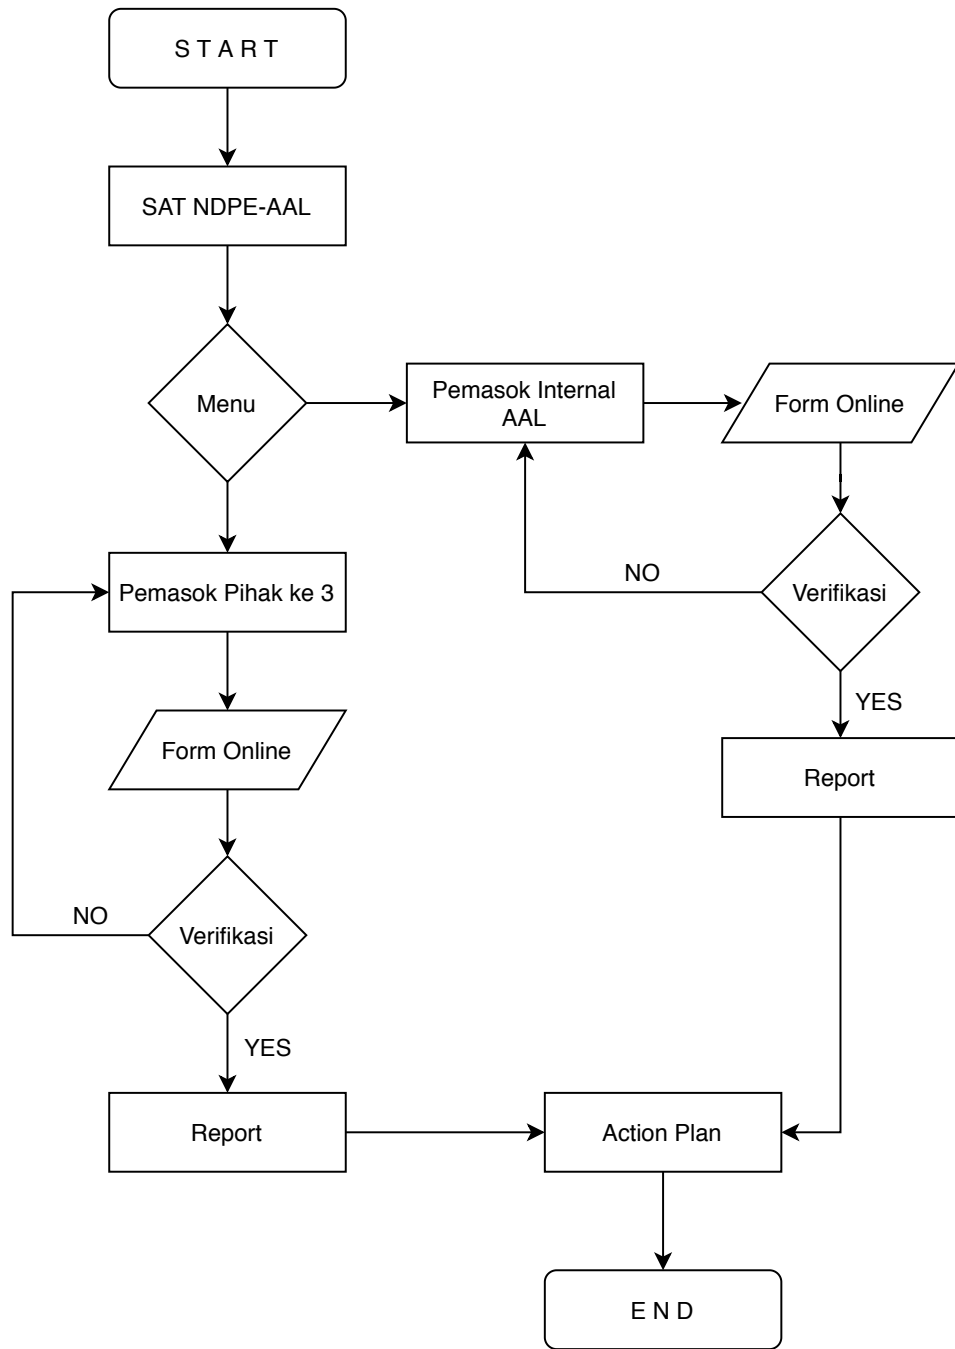 S T A R T
SAT NDPE-AAL
Menu
Pemasok Internal
AAL
Form Online
Verifikasi
NO
YES
Report
Pemasok Pihak ke 3
Form Online
Verifikasi
NO
YES
Report
Action Plan
E N D